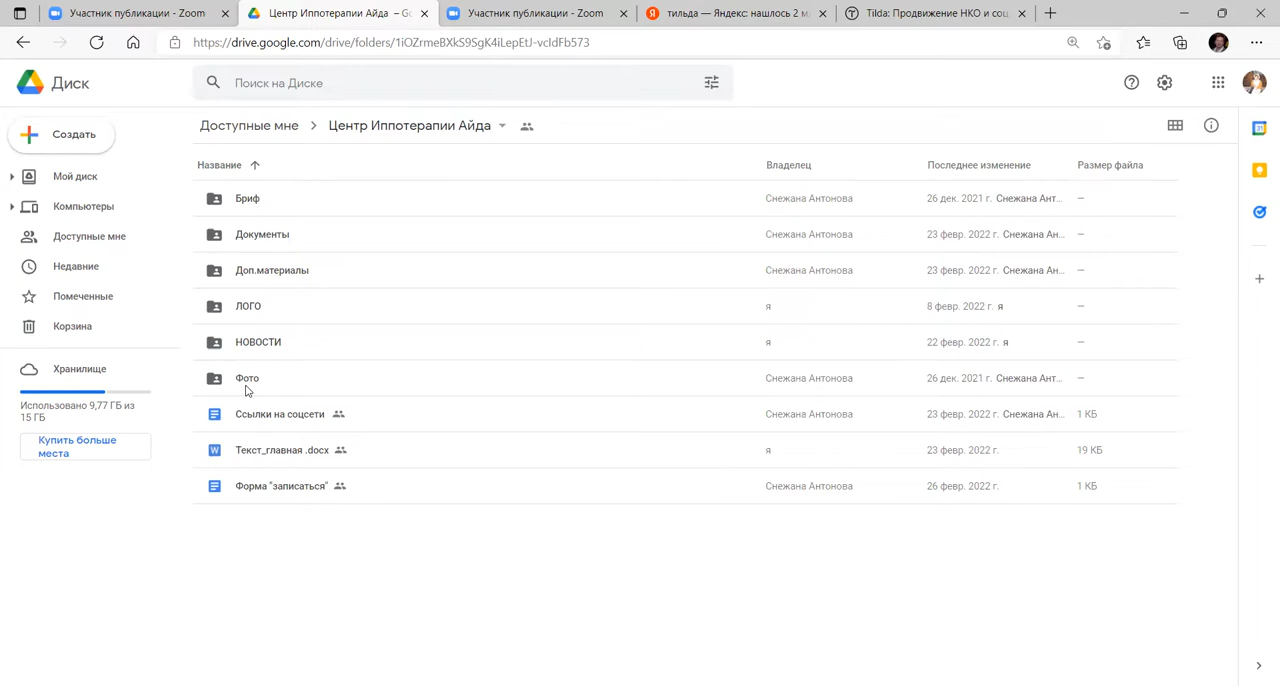 Участник публикации - Zoom
Центр Иппотерапии Айда – Go
Участник публикации - Zoom
тильда — Яндекс: нашлось 2 м
Tilda: Продвижение НКО и соц
https://drive.google.com/drive/folders/1iOZrmeBXkS9SgK4iLepEtJ-vcIdFb573
Диск
Поиск на Диске
Создать
Доступные мне
Центр Иппотерапии Айда
Название
Владелец
Последнее изменение
Размер файла
Мой диск
Компьютеры
Доступные мне
Недавние
Помеченные
Корзина
Хранилище
Использовано 9,77 ГБ из
15 ГБ
Купить больше
места
Бриф Снежана Антонова 26 дек. 2021 г. Снежана Ант... –
Документы Снежана Антонова 23 февр. 2022 г. Снежана Ан... –
Доп.материалы Снежана Антонова 23 февр. 2022 г. Снежана Ан... –
ЛОГО я 8 февр. 2022 г. я –
НОВОСТИ я 22 февр. 2022 г. я –
Фото Снежана Антонова 26 дек. 2021 г. Снежана Ант... –
Ссылки на соцсети Снежана Антонова 23 февр. 2022 г. Снежана Ан... 1 КБ
W Текст_главная .docx я 23 февр. 2022 г. 19 КБ
Форма "записаться" Снежана Антонова 26 февр. 2022 г. 1 КБ